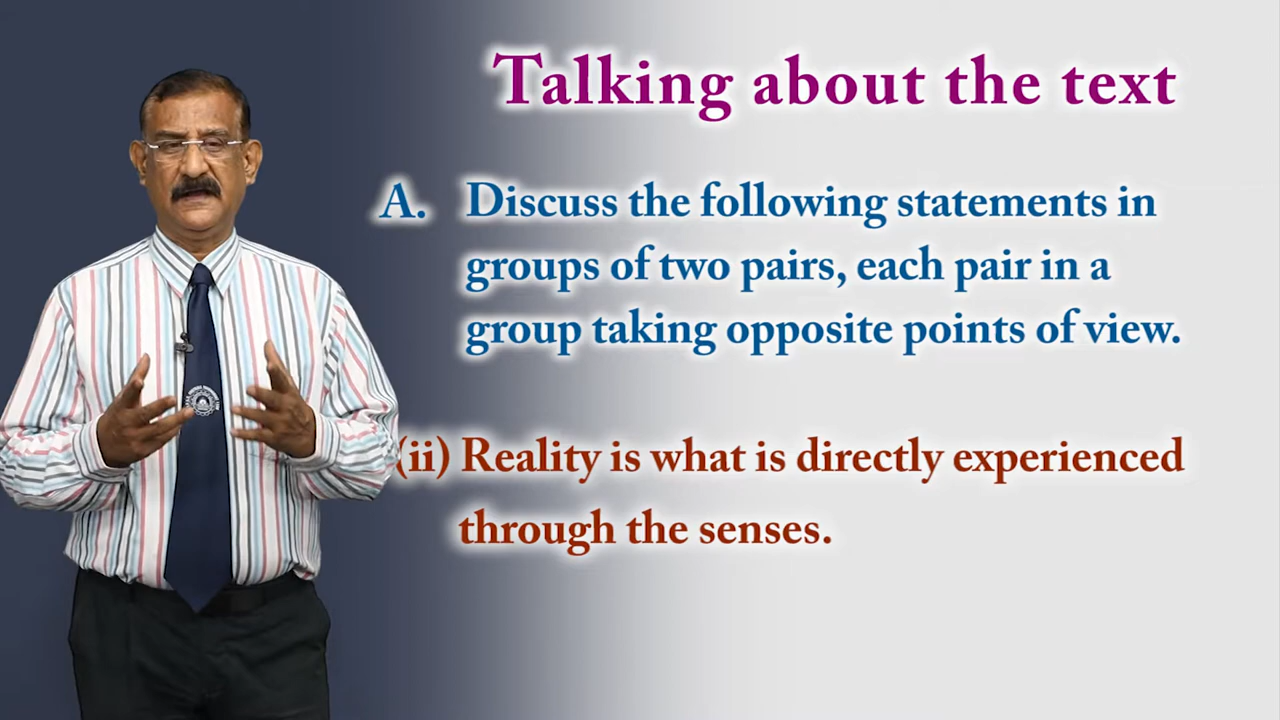 Talking about the text
A. Discuss the following statements in
groups of two pairs, each pair in a
group taking opposite points of view.
(ii) Reality is what is directly experienced
through the senses.